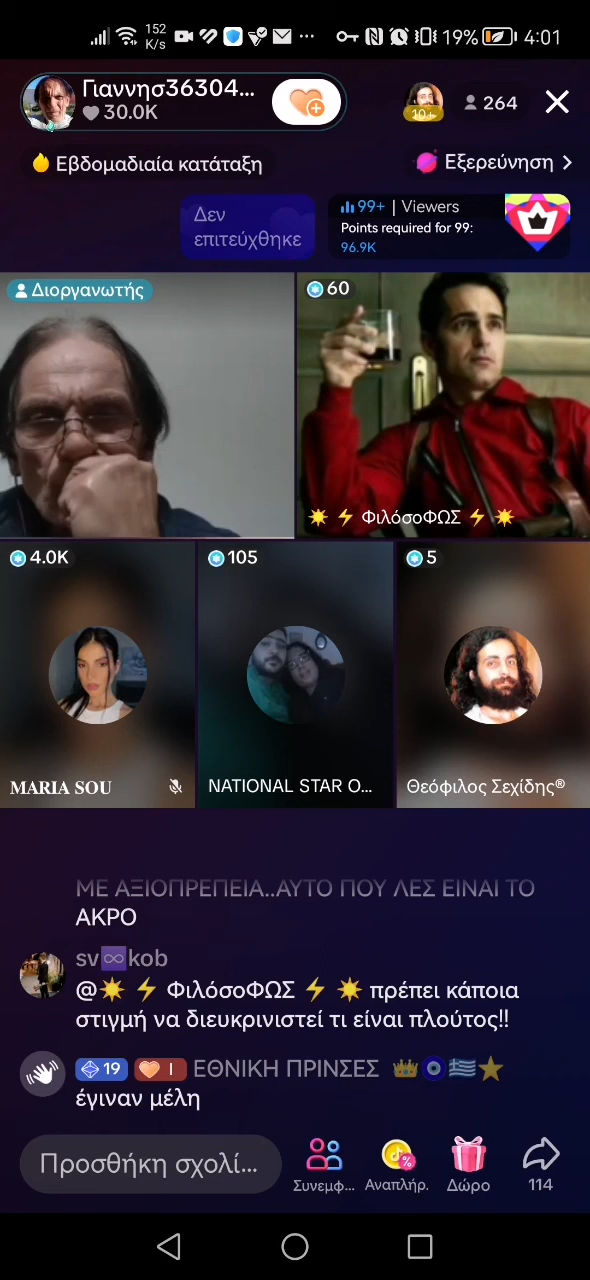 152
K/s
19%
4:01
Γιαννησ36304...
30.0K
10+
264
Εβδομαδιαία κατάταξη
Εξερεύνηση
Δεν
επιτεύχθηκε
99+ | Viewers
Points required for 99:
96.9K
Διοργανωτής
60
ΦιλόσοΦΩΣ
4.0K
105
5
MARIA SOU
NATIONAL STAR O...
Θεόφιλος Σεχίδης®
ΜΕ ΑΞΙΟΠΡΕΠΕΙΑ..ΑΥΤΟ ΠΟΥ ΛΕΣ ΕΙΝΑΙ ΤΟ
ΑΚΡΟ
sv♾️kob
@☀️ ⚡ ΦιλόσοΦΩΣ ⚡ ☀️ πρέπει κάποια
στιγμή να διευκρινιστεί τι είναι πλούτος!!
19 I ΕΘΝΙΚΗ ΠΡΙΝΣΕΣ 👑🧿🇬🇷⭐
έγιναν μέλη
Προσθήκη σχολί...
Συνεμφ...
Αναπλήρ.
Δώρο
114